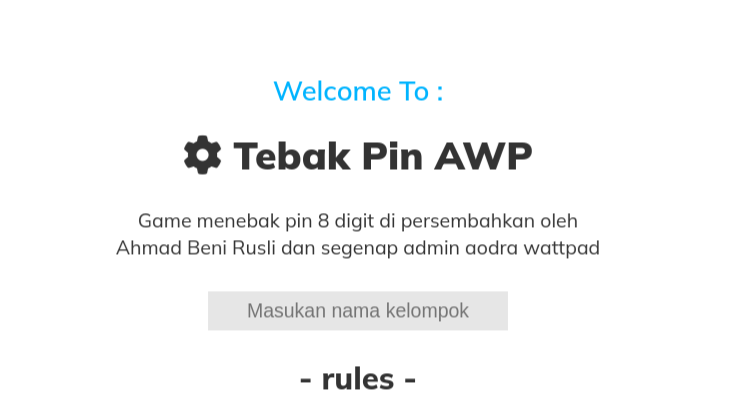 Welcome To :
Tebak Pin AWP
Game menebak pin 8 digit di persembahkan oleh
Ahmad Beni Rusli dan segenap admin aodra wattpad
Masukan nama kelompok
- rules -